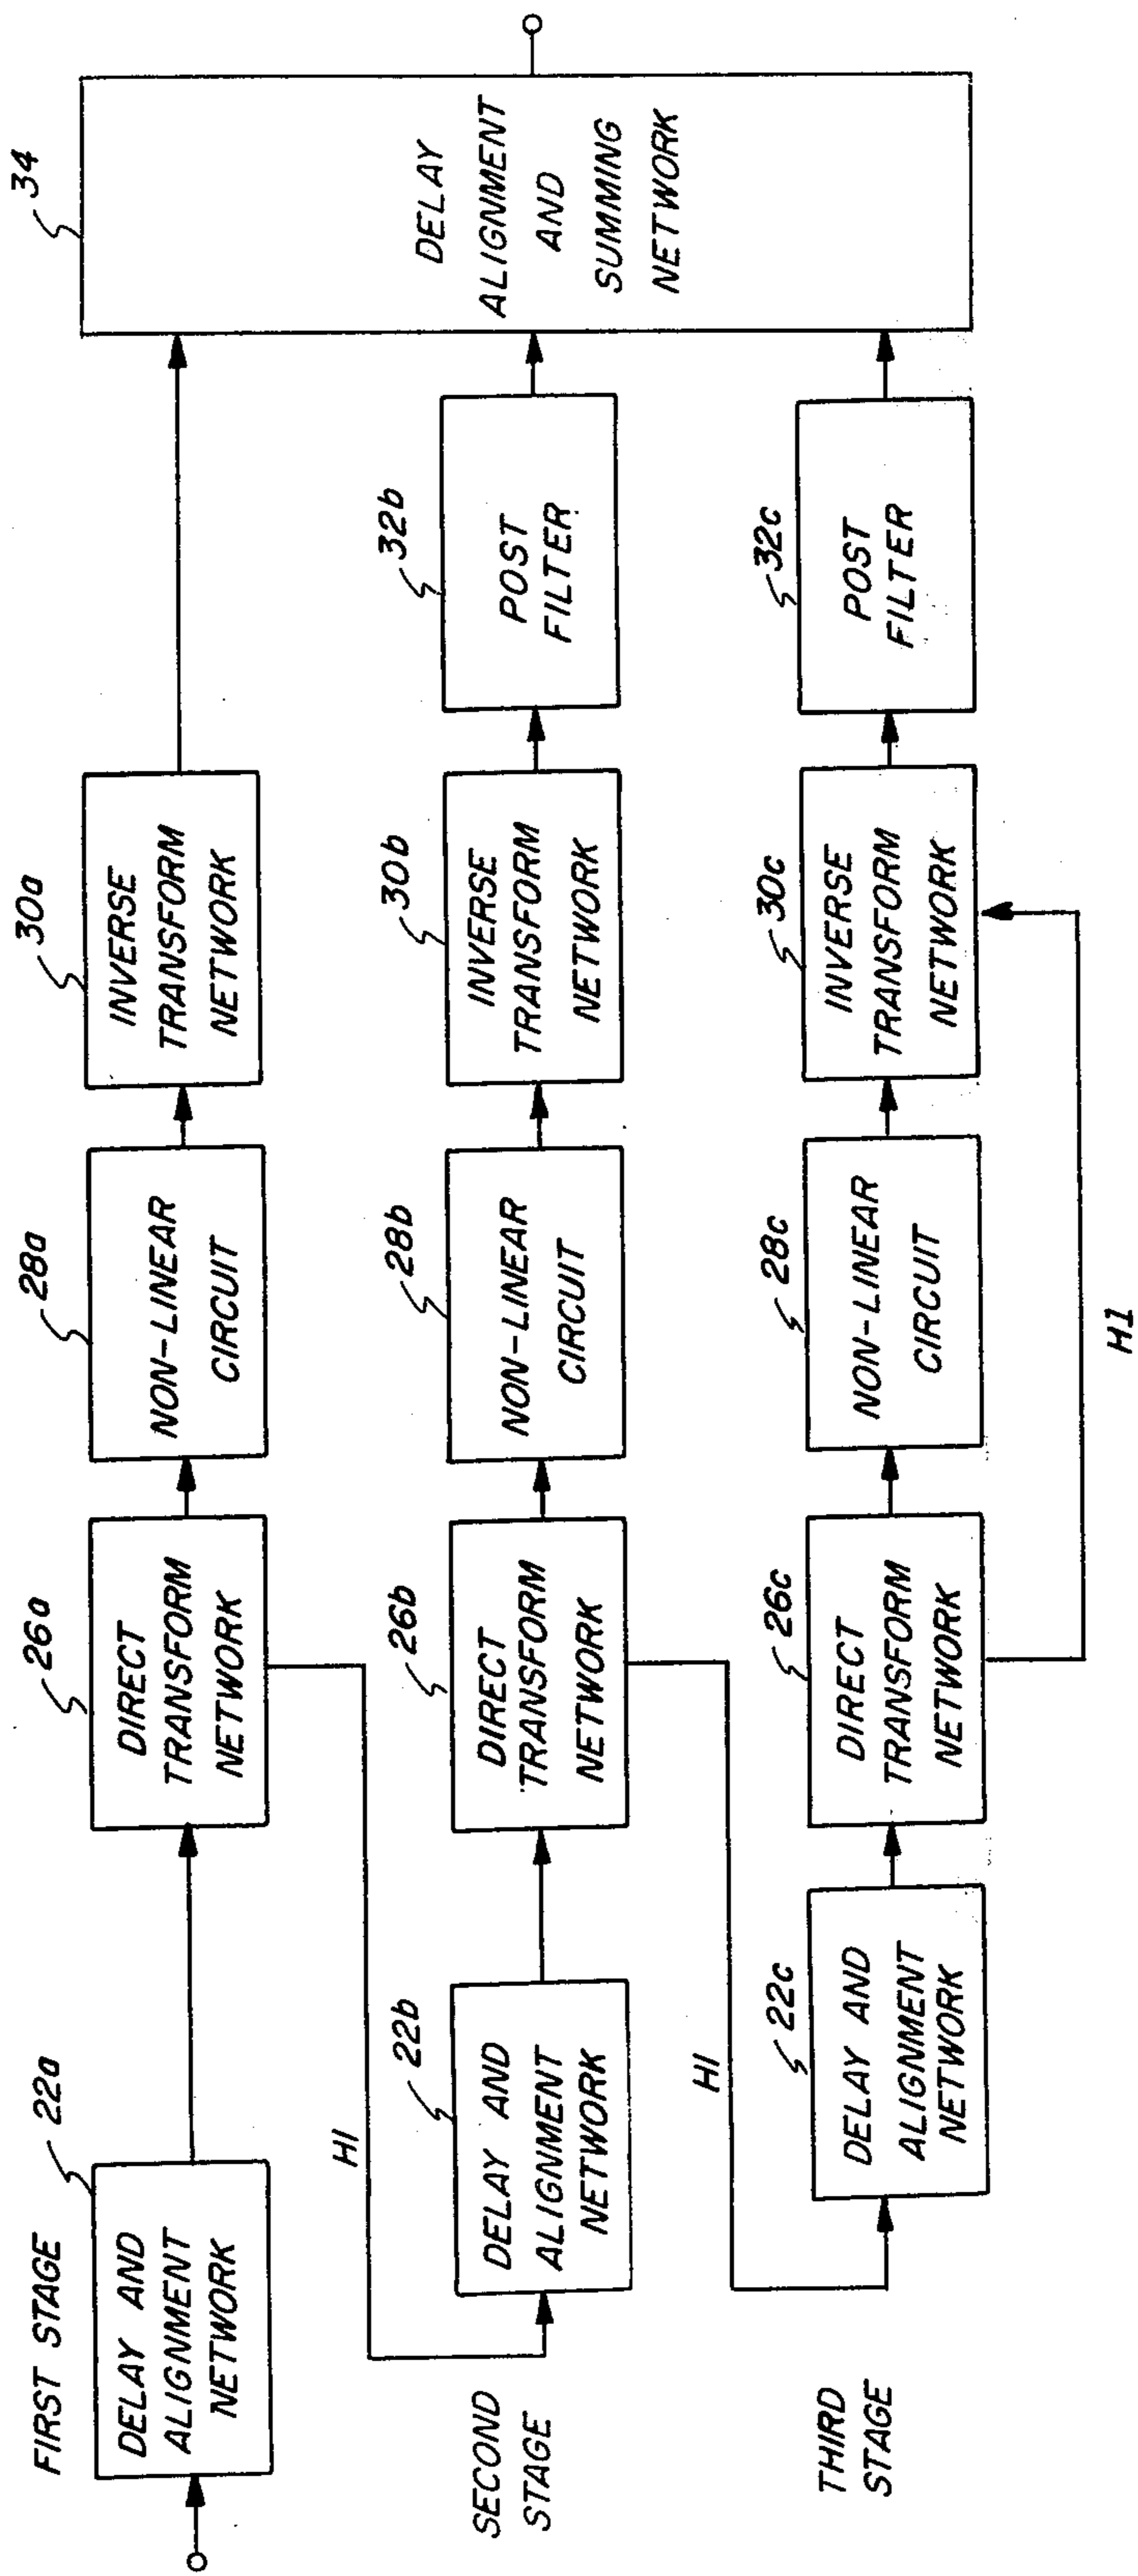 FIRST STAGE
22a
DELAY AND
ALIGNMENT
NETWORK
26a
DIRECT
TRANSFORM
NETWORK
28a
NON-LINEAR
CIRCUIT
30a
INVERSE
TRANSFORM
NETWORK
34
DELAY
ALIGNMENT
AND
SUMMING
NETWORK
HI
SECOND
STAGE
22b
DELAY AND
ALIGNMENT
NETWORK
26b
DIRECT
TRANSFORM
NETWORK
28b
NON-LINEAR
CIRCUIT
30b
INVERSE
TRANSFORM
NETWORK
32b
POST
FILTER
HI
THIRD
STAGE
22c
DELAY AND
ALIGNMENT
NETWORK
26c
DIRECT
TRANSFORM
NETWORK
28c
NON-LINEAR
CIRCUIT
30c
INVERSE
TRANSFORM
NETWORK
32c
POST
FILTER
HI